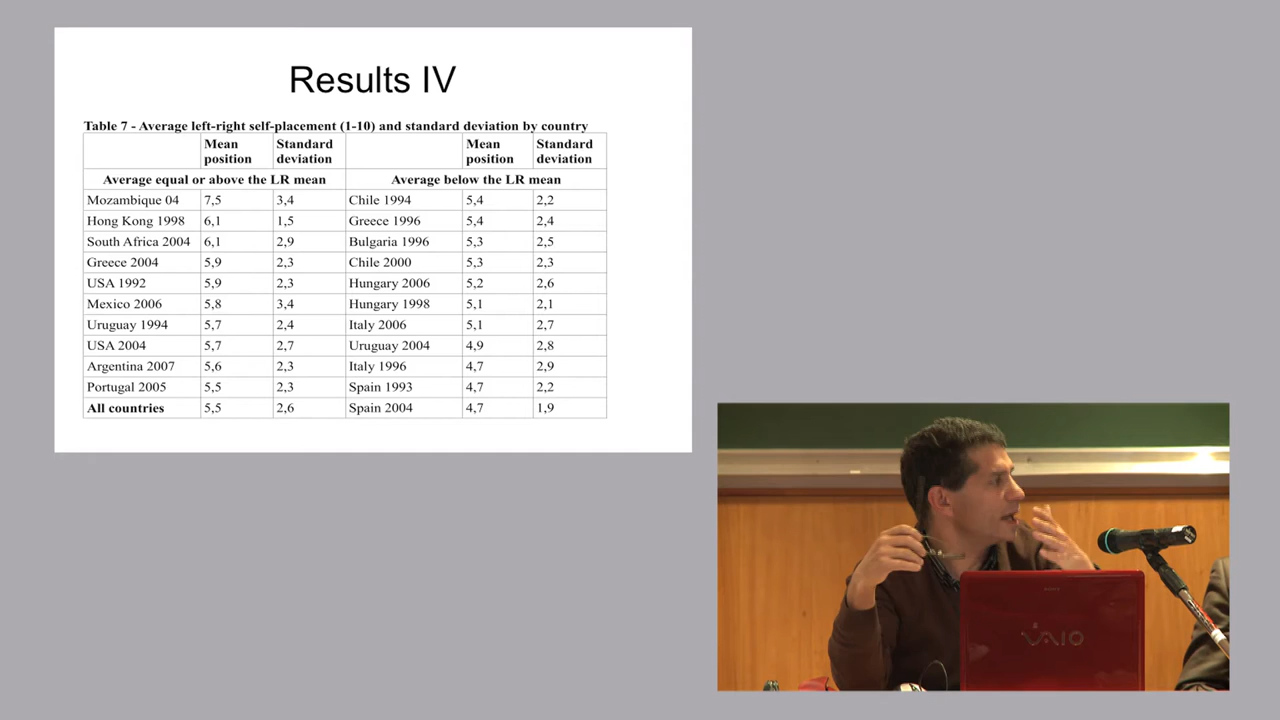 Results IV
Table 7 - Average left-right self-placement (1-10) and standard deviation by country
Mean position Standard deviation Mean position Standard deviation
Average equal or above the LR mean Average below the LR mean
Mozambique 04 7,5 3,4 Chile 1994 5,4 2,2
Hong Kong 1998 6,1 1,5 Greece 1996 5,4 2,4
South Africa 2004 6,1 2,9 Bulgaria 1996 5,3 2,5
Greece 2004 5,9 2,3 Chile 2000 5,3 2,3
USA 1992 5,9 2,3 Hungary 2006 5,2 2,6
Mexico 2006 5,8 3,4 Hungary 1998 5,1 2,1
Uruguay 1994 5,7 2,4 Italy 2006 5,1 2,7
USA 2004 5,7 2,7 Uruguay 2004 4,9 2,8
Argentina 2007 5,6 2,3 Italy 1996 4,7 2,9
Portugal 2005 5,5 2,3 Spain 1993 4,7 2,2
All countries 5,5 2,6 Spain 2004 4,7 1,9
VAIO